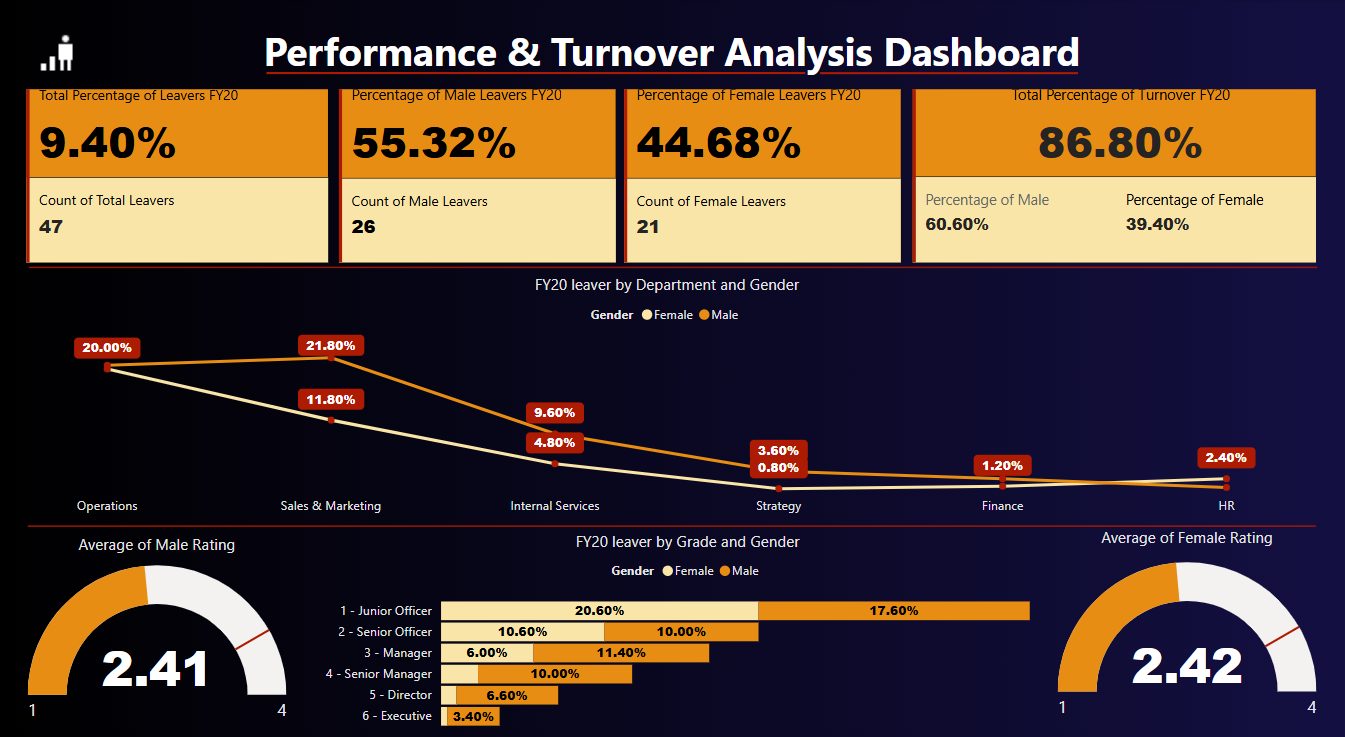 Performance & Turnover Analysis Dashboard
Total Percentage of Leavers FY20
9.40%
Count of Total Leavers
47
Percentage of Male Leavers FY20
55.32%
Count of Male Leavers
26
Percentage of Female Leavers FY20
44.68%
Count of Female Leavers
21
Total Percentage of Turnover FY20
86.80%
Percentage of Male Percentage of Female
60.60% 39.40%
FY20 leaver by Department and Gender
Gender Female Male
20.00% 21.80%
11.80%
9.60%
4.80%
3.60%
0.80%
1.20%
2.40%
Operations Sales & Marketing Internal Services Strategy Finance HR
Average of Male Rating
2.41
1 4
FY20 leaver by Grade and Gender
Gender Female Male
1 - Junior Officer 20.60% 17.60%
2 - Senior Officer 10.60% 10.00%
3 - Manager 6.00% 11.40%
4 - Senior Manager 10.00%
5 - Director 6.60%
6 - Executive 3.40%
Average of Female Rating
2.42
1 4